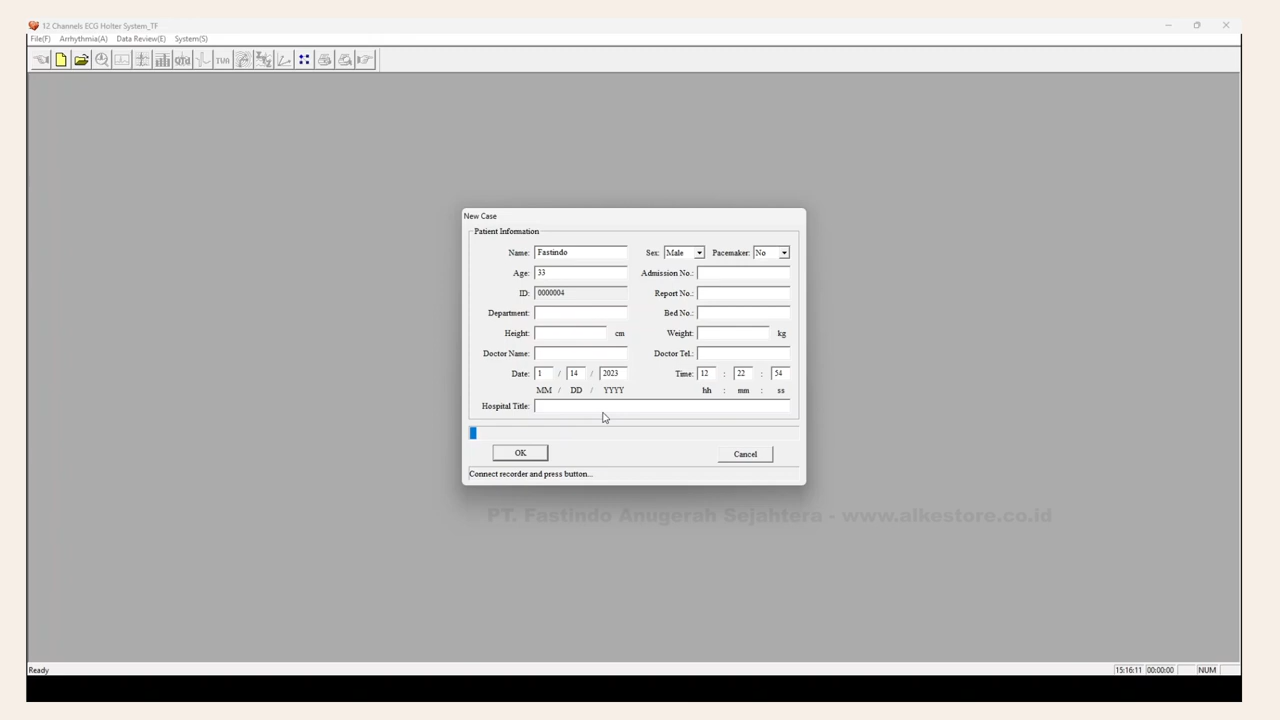 12 Channels ECG Holter System_TF
File(F) Arrhythmia(A) Data Review(E) System(S)
Qtd TWA
New Case
Patient Information
Name: Fastindo Sex: Male Pacemaker: No
Age: 33 Admission No.:
ID: 0000004 Report No.:
Department: Bed No.:
Height: cm Weight: kg
Doctor Name: Doctor Tel.:
Date: 1 / 14 / 2023 Time: 12 : 22 : 54
MM / DD / YYYY hh : mm : ss
Hospital Title:
OK Cancel
Connect recorder and press button...
PT. Fastindo Anugerah Sejahtera - www.alkestore.co.id
Ready 15:16:11 00:00:00 NUM